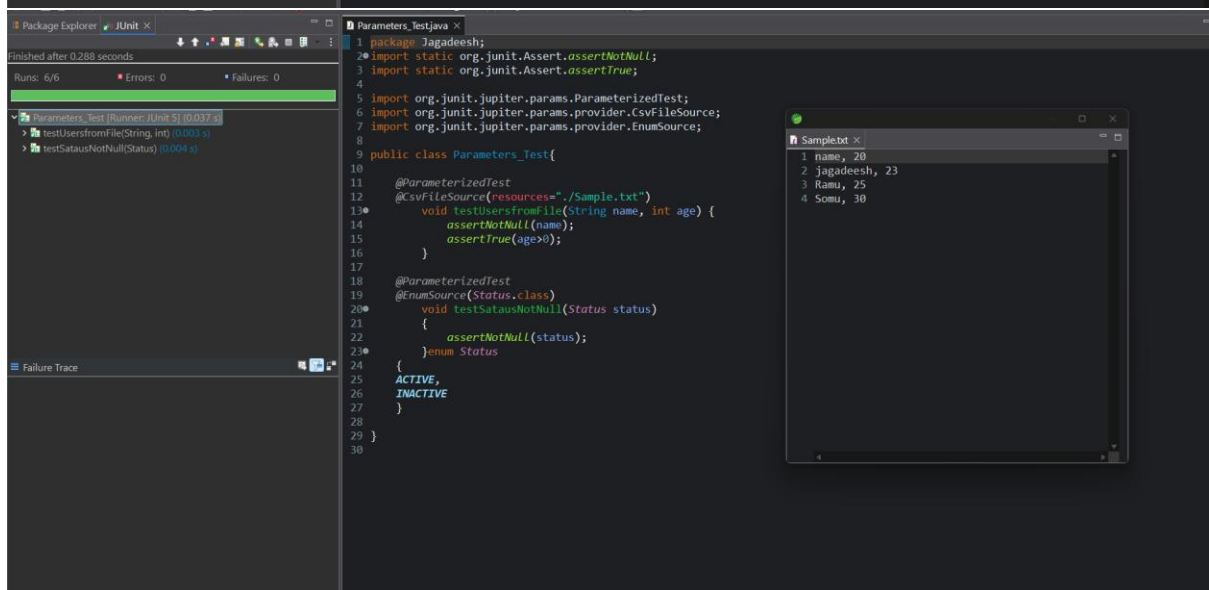 Package Explorer JUnit ×
Finished after 0.288 seconds
Runs: 6/6 Errors: 0 Failures: 0
Parameters_Test [Runner: JUnit 5] (0.037 s)
testUsersfromFile(String, int) (0.003 s)
testSatausNotNull(Status) (0.004 s)
Failure Trace
Parameters_Test.java ×
1 package Jagadeesh;
2 import static org.junit.Assert.assertNotNull;
3 import static org.junit.Assert.assertTrue;
4
5 import org.junit.jupiter.params.ParameterizedTest;
6 import org.junit.jupiter.params.provider.CsvFileSource;
7 import org.junit.jupiter.params.provider.EnumSource;
8
9 public class Parameters_Test{
10
11 @ParameterizedTest
12 @CsvFileSource(resources="./Sample.txt")
13 void testUsersfromFile(String name, int age) {
14 assertNotNull(name);
15 assertTrue(age>0);
16 }
17
18 @ParameterizedTest
19 @EnumSource(Status.class)
20 void testSatausNotNull(Status status)
21 {
22 assertNotNull(status);
23 }enum Status
24 {
25 ACTIVE,
26 INACTIVE
27 }
28
29 }
30
Sample.txt ×
1 name, 20
2 jagadeesh, 23
3 Ramu, 25
4 Somu, 30